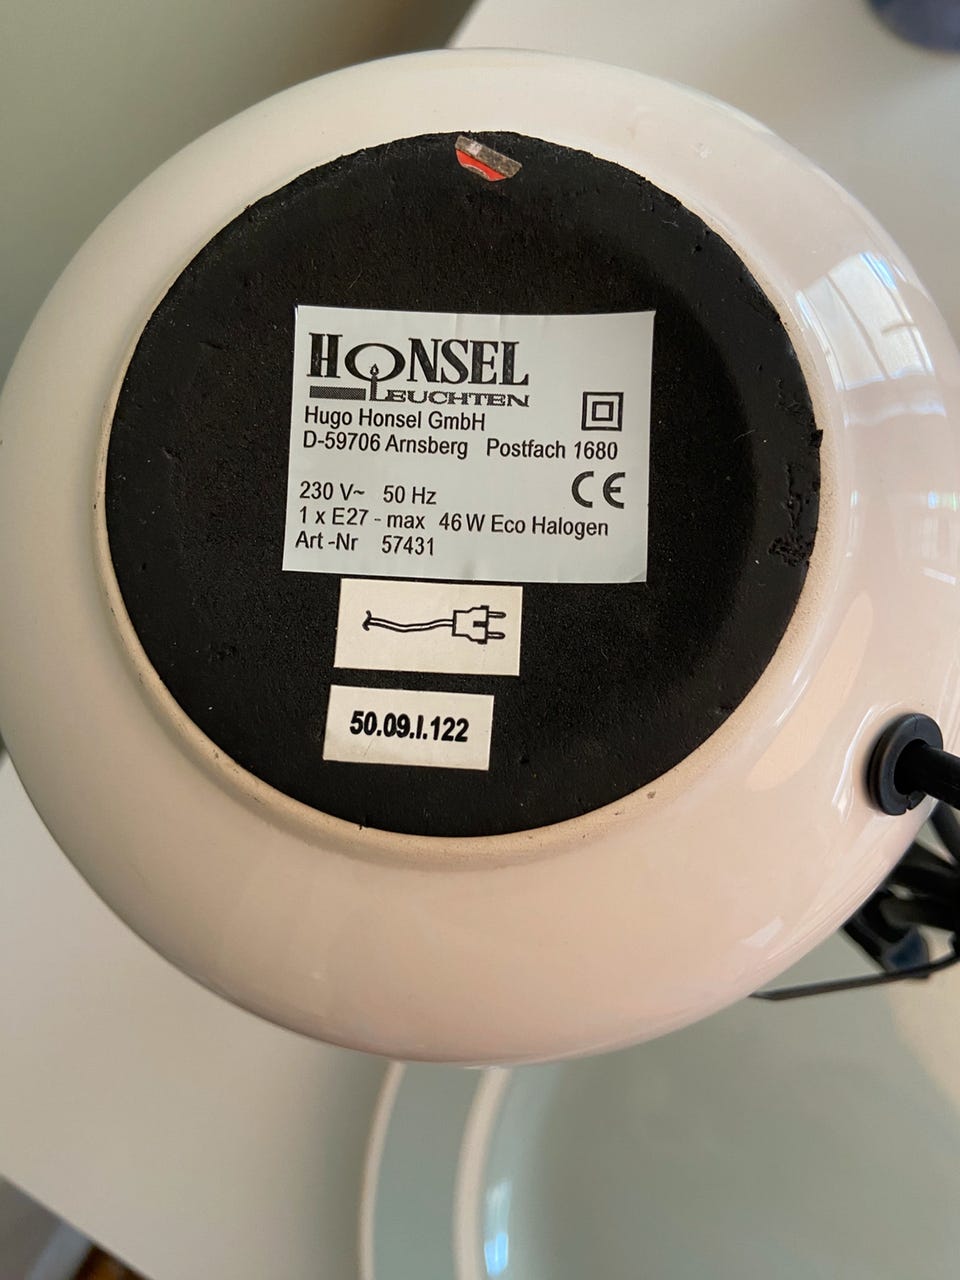 HONSEL
LEUCHTEN
Hugo Honsel GmbH
D-59706 Arnsberg Postfach 1680
CE
230 V~ 50 Hz
1 x E27 - max 46 W Eco Halogen
Art -Nr 57431
50.09.I.122